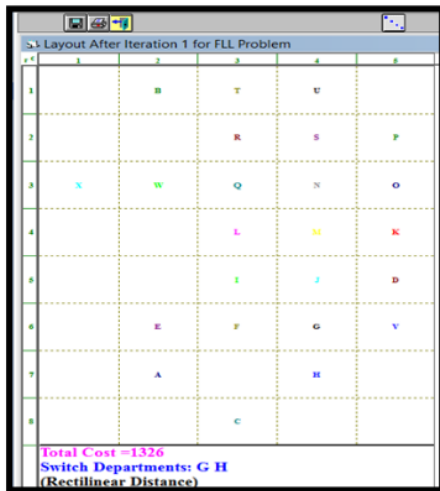 Layout After Iteration 1 for FLL Problem
r c 1 2 3 4 5
1 B T U
2 R S P
3 X W Q N O
4 L M K
5 I J D
6 E F G V
7 A H
8 C
Total Cost =1326
Switch Departments: G H
(Rectilinear Distance)